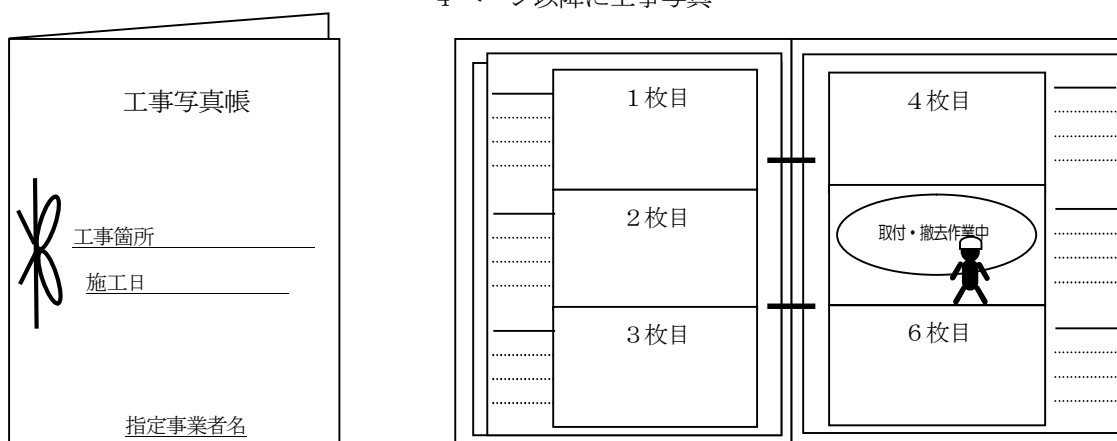 4ページ以降に工事写真
工事写真帳
工事箇所
施工日
指定事業者名
1枚目
2枚目
3枚目
4枚目
取付・撤去作業中
6枚目